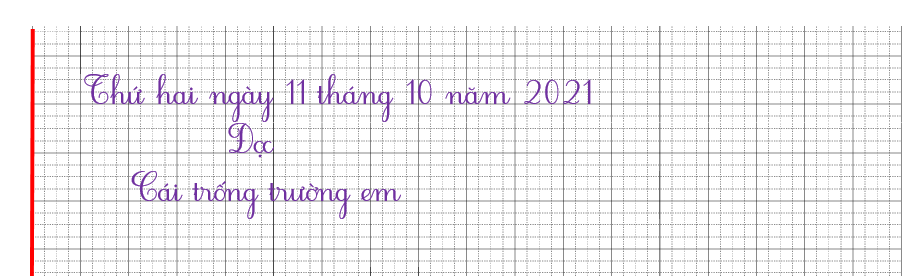 Thứ hai ngày 11 tháng 10 năm 2021
Đọc
Cái trống trường em